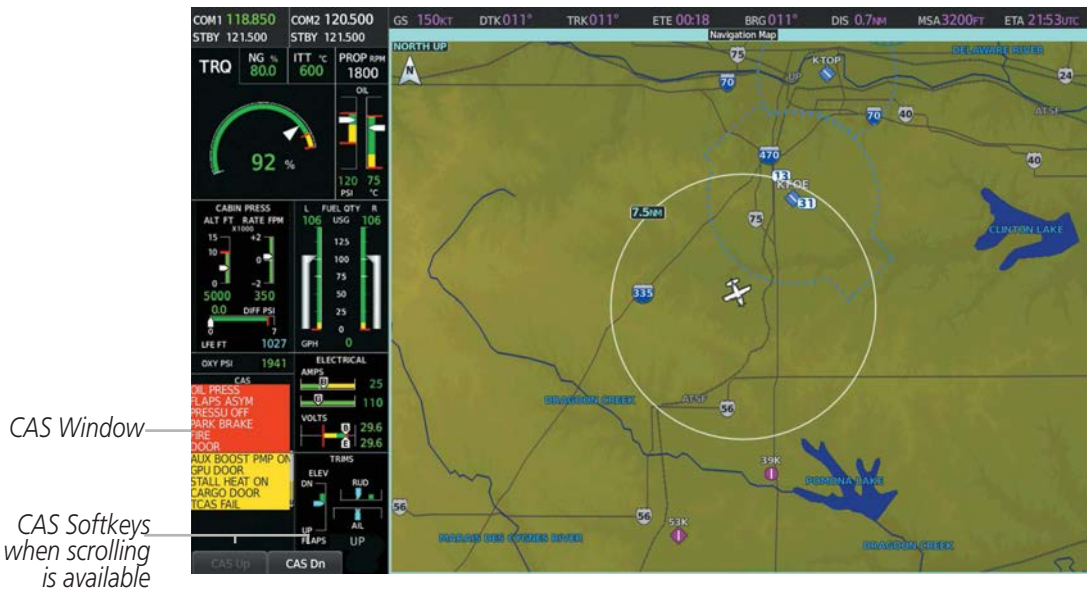 COM1 118.850 COM2 120.500
STBY 121.500 STBY 121.500
GS 150KT DTK 011° TRK 011° ETE 00:18 BRG 011° DIS 0.7NM MSA 3200FT ETA 21:53UTC
Navigation Map
TRQ
NG %
80.0
ITT °C
600
PROP RPM
1800
92 %
OIL
120 75
PSI °C
CABIN PRESS
ALT FT RATE FPM
X1000
15 +2
10 0
0 -2
5000 350
0.0 DIFF PSI
0 7
LFE FT 1027
L FUEL QTY R
106 USG 106
125
100
75
50
25
0
GPH 0
OXY PSI 1941
ELECTRICAL
AMPS
B 25
G 110
VOLTS
B 29.6
E 29.6
CAS
OIL PRESS
FLAPS ASYM
PRESSU OFF
PARK BRAKE
FIRE
DOOR
AUX BOOST PMP ON
GPU DOOR
STALL HEAT ON
CARGO DOOR
TCAS FAIL
TRIMS
ELEV
DN RUD
AIL
UP
FLAPS UP
CAS Up CAS Dn
NORTH UP
N
75
DELAWARE RIVER
KTOP
UP
24
70
70
40
ATSF
470
40
13
KFOE
31
7.5NM
75
CLINTON LAKE
335
DRAGOON CREEK
ATSF
56
39K
POMONA LAKE
56
56
53K
MARAIS DES CYGNES RIVER
DRAGOON CREEK
CAS Window
CAS Softkeys
when scrolling
is available